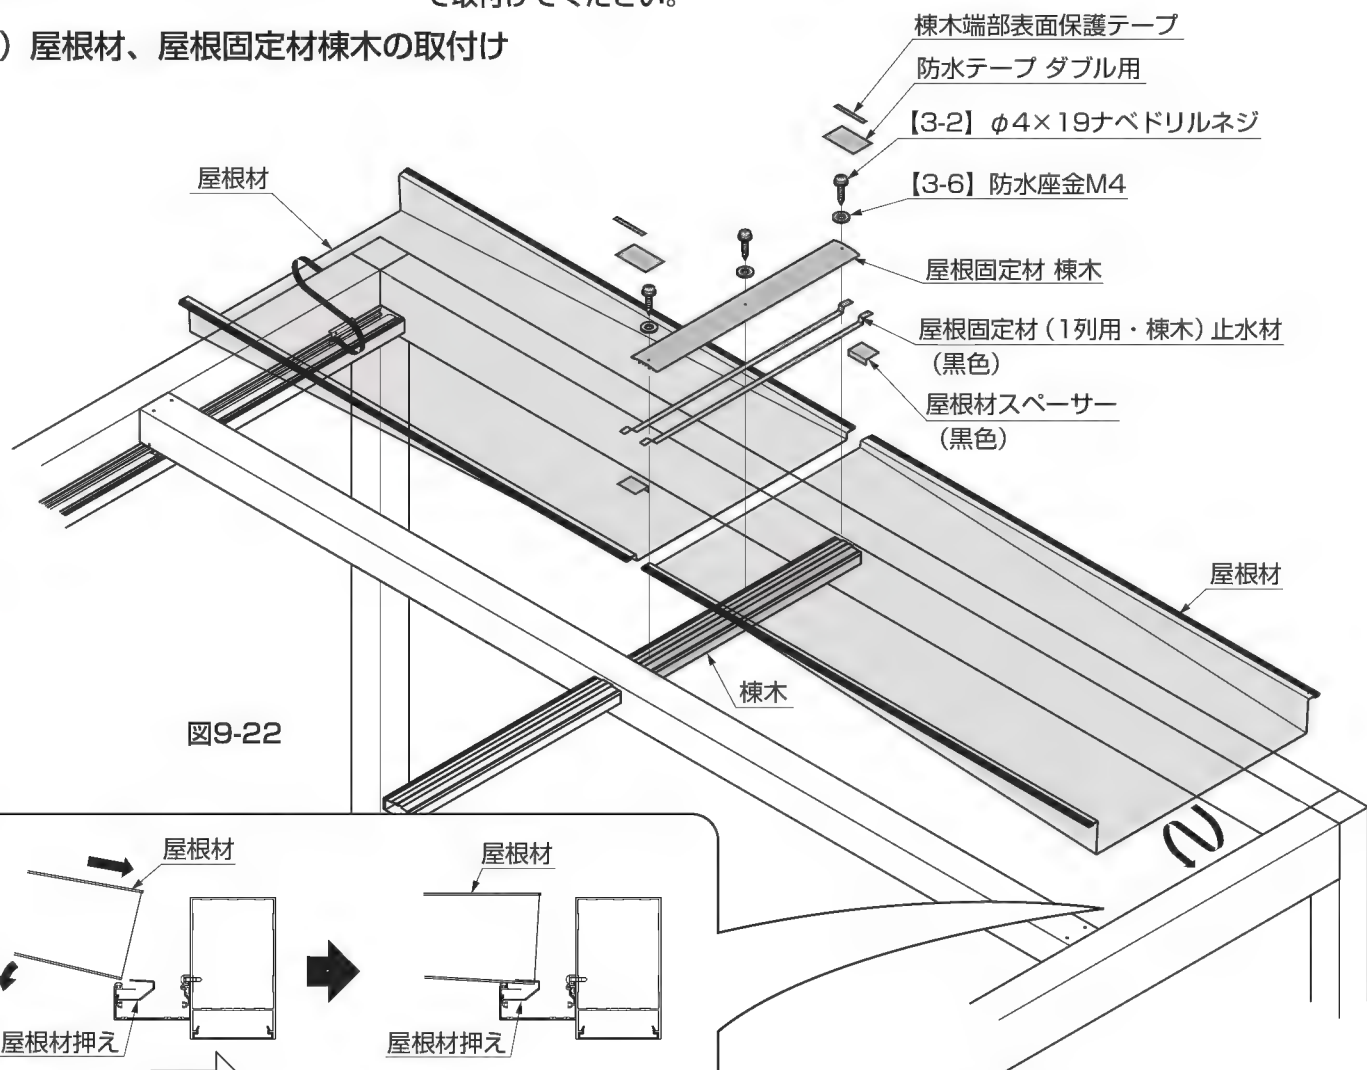 で取付けてください。
）屋根材、屋根固定材棟木の取付け
棟木端部表面保護テープ
防水テープ ダブル用
【3-2】φ4×19ナベドリルネジ
【3-6】防水座金M4
屋根材
屋根固定材 棟木
屋根固定材（1列用・棟木）止水材
（黒色）
屋根材スペーサー
（黒色）
屋根材
棟木
図9-22
屋根材
屋根材
屋根材押え
屋根材押え